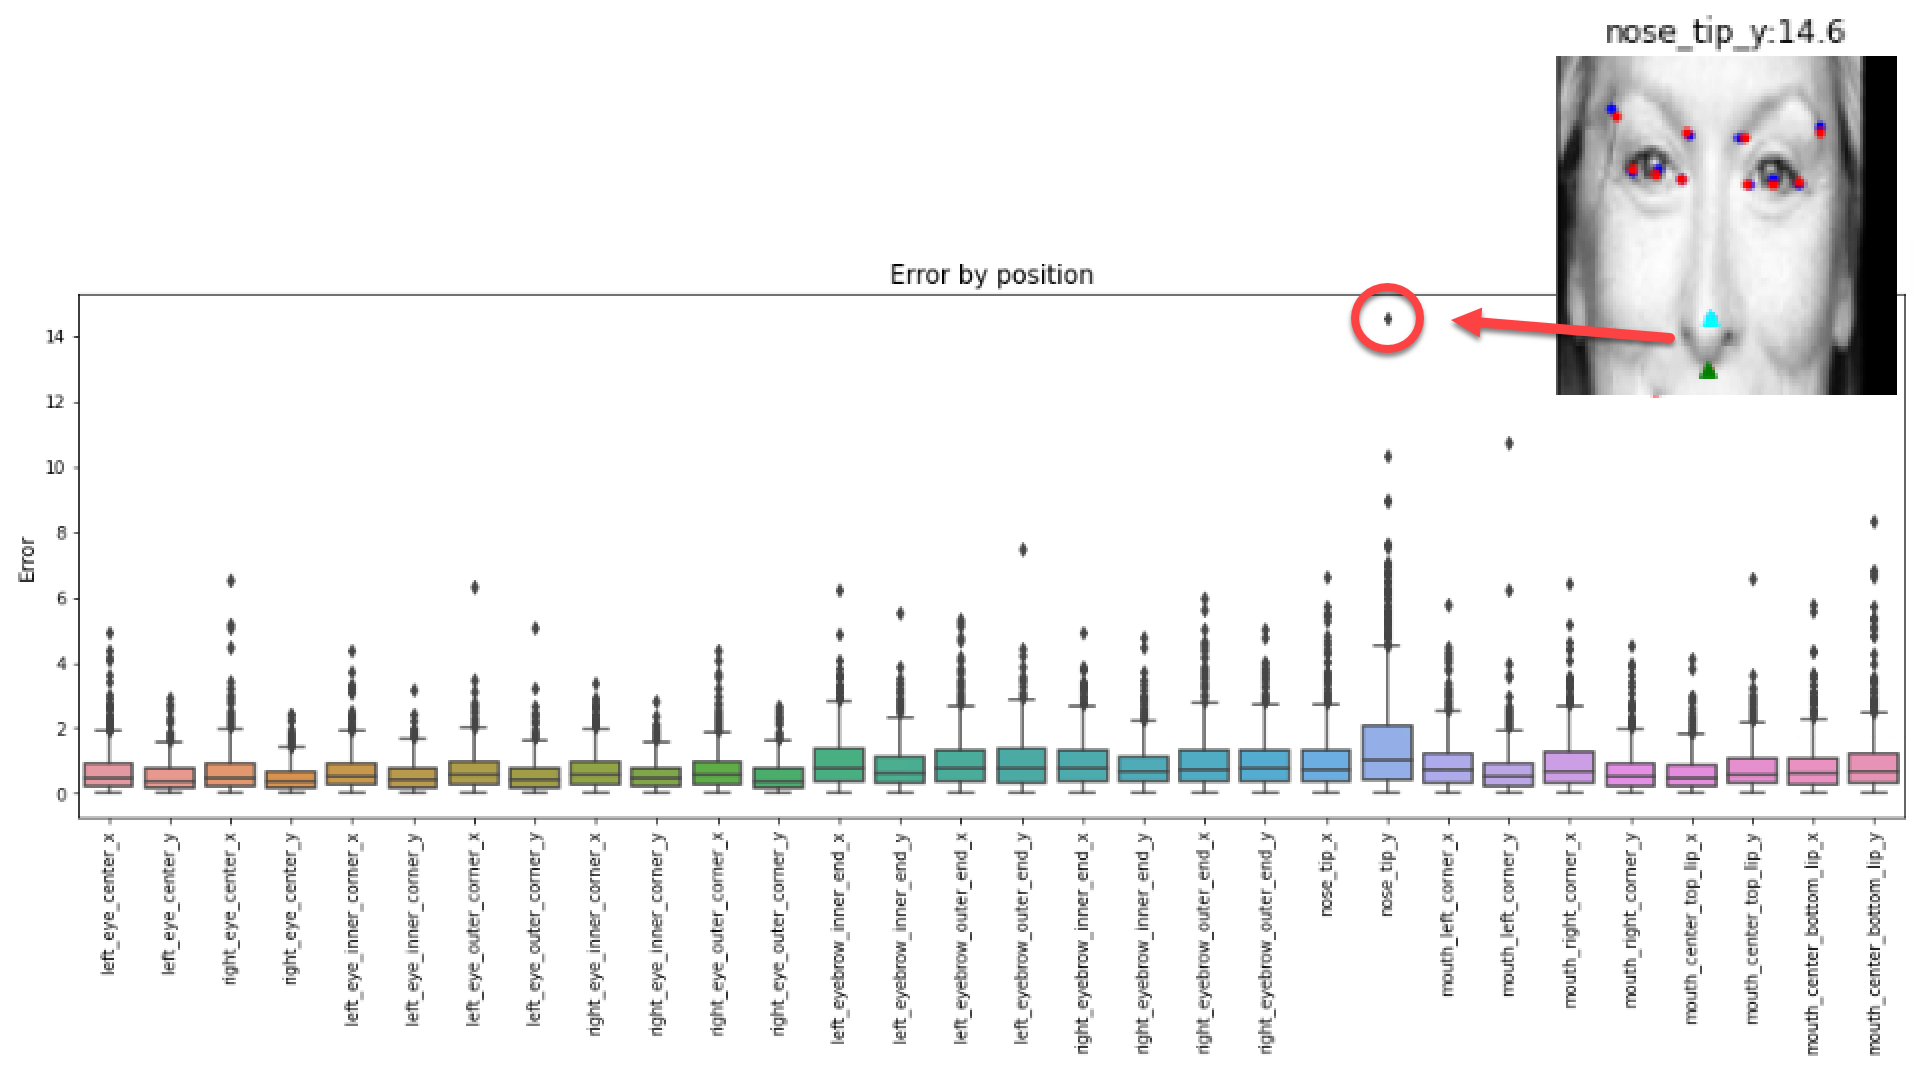 nose_tip_y:14.6
Error by position
Error
14
12
10
8
6
4
2
0
left_eye_center_x
left_eye_center_y
right_eye_center_x
right_eye_center_y
left_eye_inner_corner_x
left_eye_inner_corner_y
left_eye_outer_corner_x
left_eye_outer_corner_y
right_eye_inner_corner_x
right_eye_inner_corner_y
right_eye_outer_corner_x
right_eye_outer_corner_y
left_eyebrow_inner_end_x
left_eyebrow_inner_end_y
left_eyebrow_outer_end_x
left_eyebrow_outer_end_y
right_eyebrow_inner_end_x
right_eyebrow_inner_end_y
right_eyebrow_outer_end_x
right_eyebrow_outer_end_y
nose_tip_x
nose_tip_y
mouth_left_corner_x
mouth_left_corner_y
mouth_right_corner_x
mouth_right_corner_y
mouth_center_top_lip_x
mouth_center_top_lip_y
mouth_center_bottom_lip_x
mouth_center_bottom_lip_y